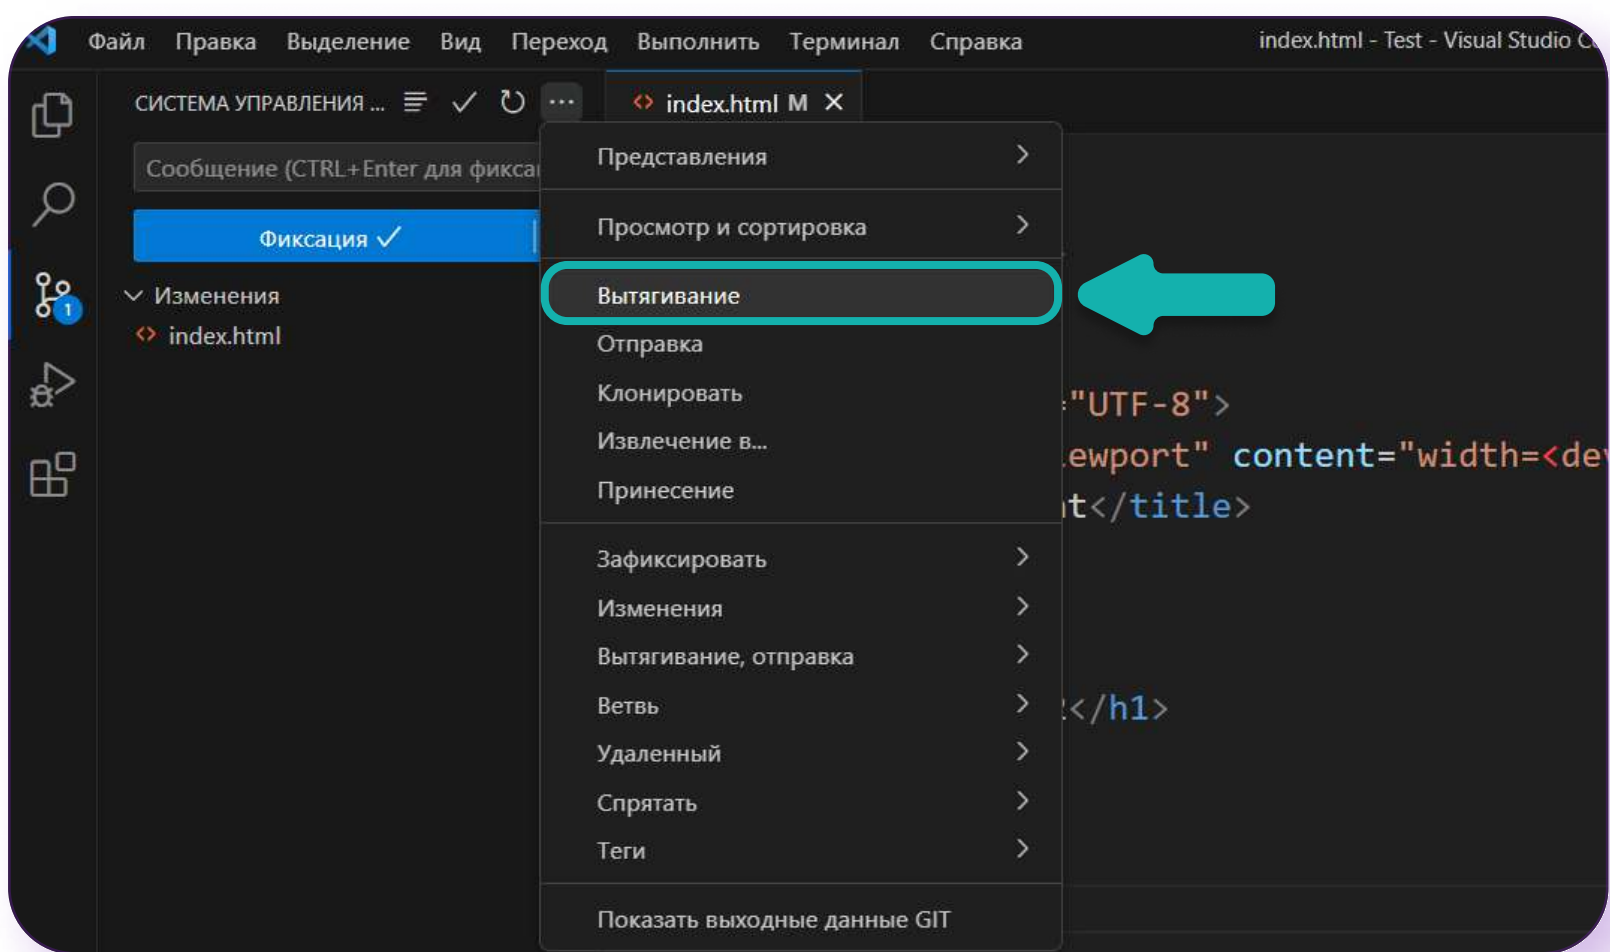 Файл Правка Выделение Вид Переход Выполнить Терминал Справка
index.html - Test - Visual Studio
СИСТЕМА УПРАВЛЕНИЯ ...
index.html M
Сообщение (CTRL+Enter для
Фиксация
Изменения
index.html
1
Представления
Просмотр и сортировка
Вытягивание
Отправка
Клонировать
Извлечение в...
Принесение
Зафиксировать
Изменения
Вытягивание, отправка
Ветвь
Удаленный
Спрятать
Теги
Показать выходные данные GIT
="UTF-8">
ewport" content="width=<de
t</title>
</h1>